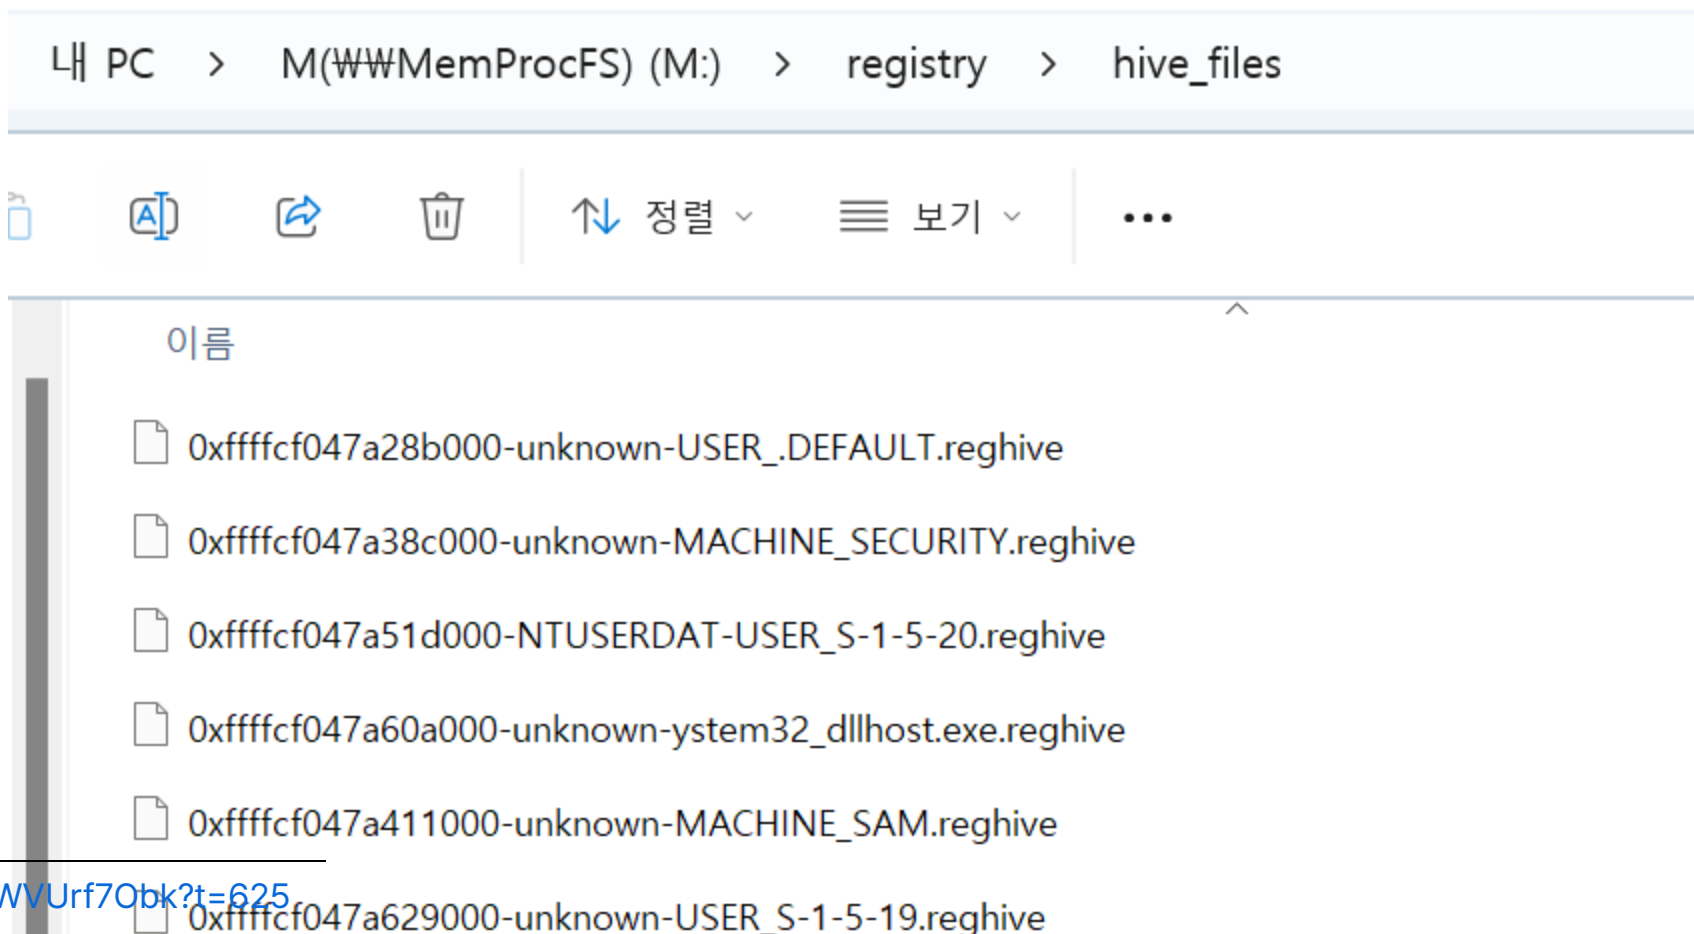 내 PC > M(₩₩MemProcFS) (M:) > registry > hive_files
정렬 보기 •••
이름
0xffffcf047a28b000-unknown-USER_.DEFAULT.reghive
0xffffcf047a38c000-unknown-MACHINE_SECURITY.reghive
0xffffcf047a51d000-NTUSERDAT-USER_S-1-5-20.reghive
0xffffcf047a60a000-unknown-ystem32_dllhost.exe.reghive
0xffffcf047a411000-unknown-MACHINE_SAM.reghive
WVUrf7Obk?t=625
0xffffcf047a629000-unknown-USER_S-1-5-19.reghive